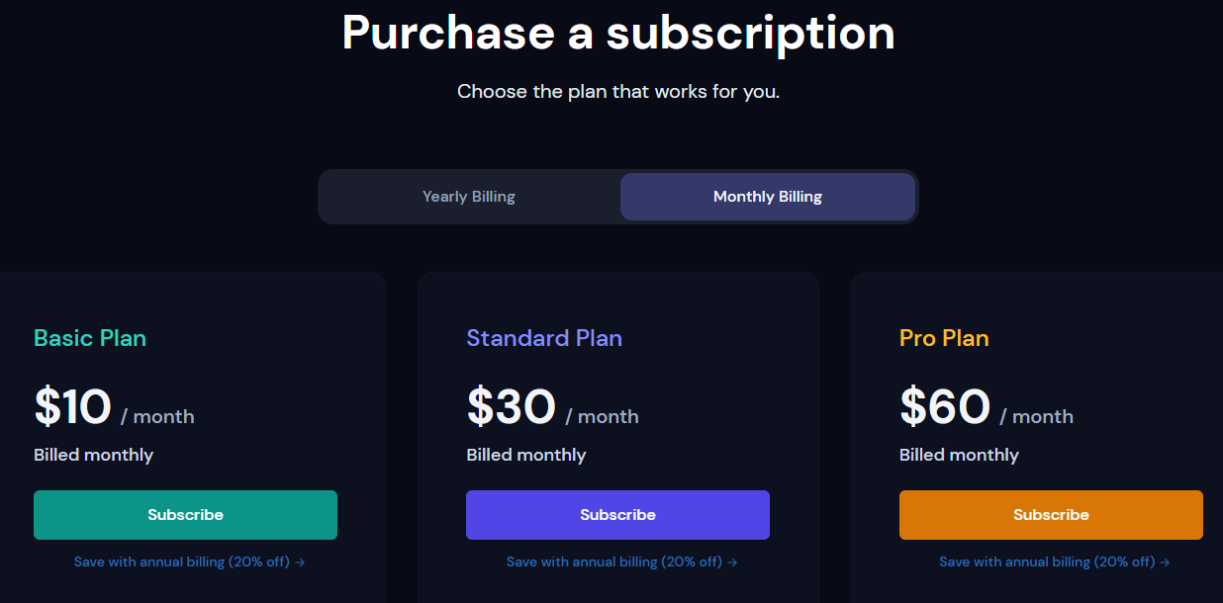 Purchase a subscription
Choose the plan that works for you.
Yearly Billing
Monthly Billing
Basic Plan
$10 / month
Billed monthly
Subscribe
Save with annual billing (20% off) →
Standard Plan
$30 / month
Billed monthly
Subscribe
Save with annual billing (20% off) →
Pro Plan
$60 / month
Billed monthly
Subscribe
Save with annual billing (20% off) →